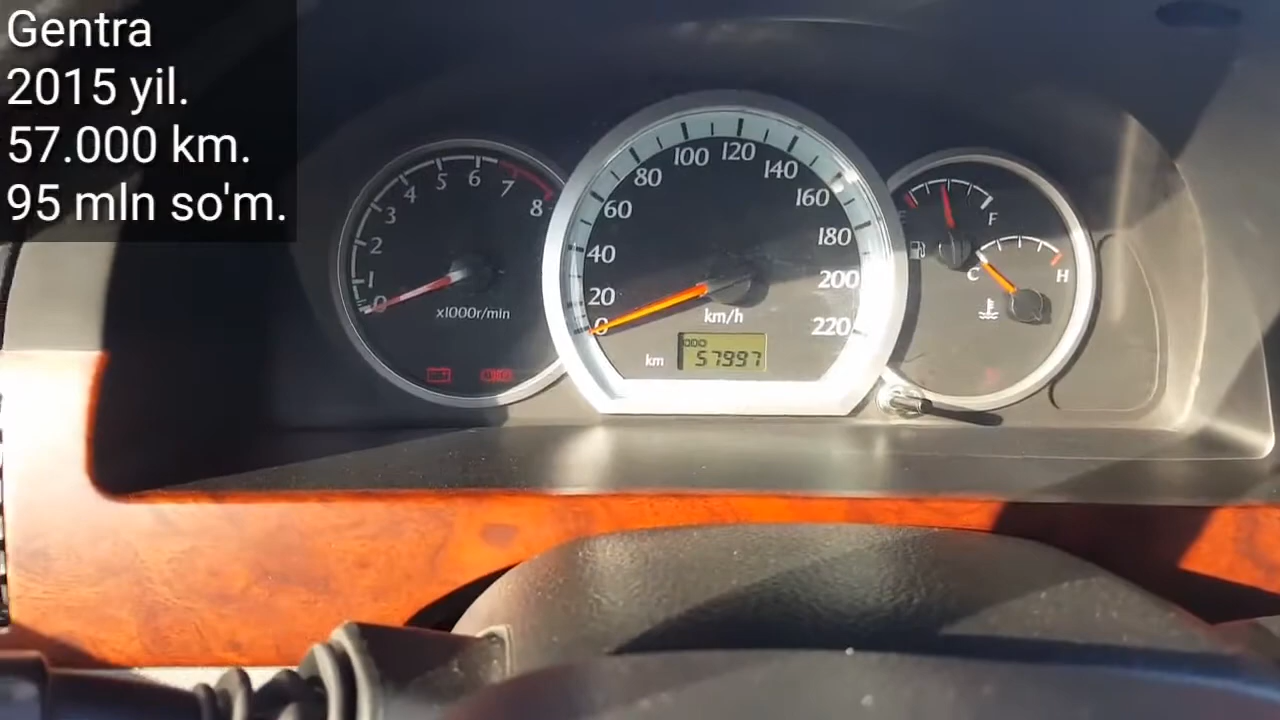 Gentra
2015 yil.
57.000 km.
95 mln so'm.
0 1 2 3 4 5 6 7 8
x1000r/min
0 20 40 60 80 100 120 140 160 180 200 220
km/h
km 57997
E F
C H